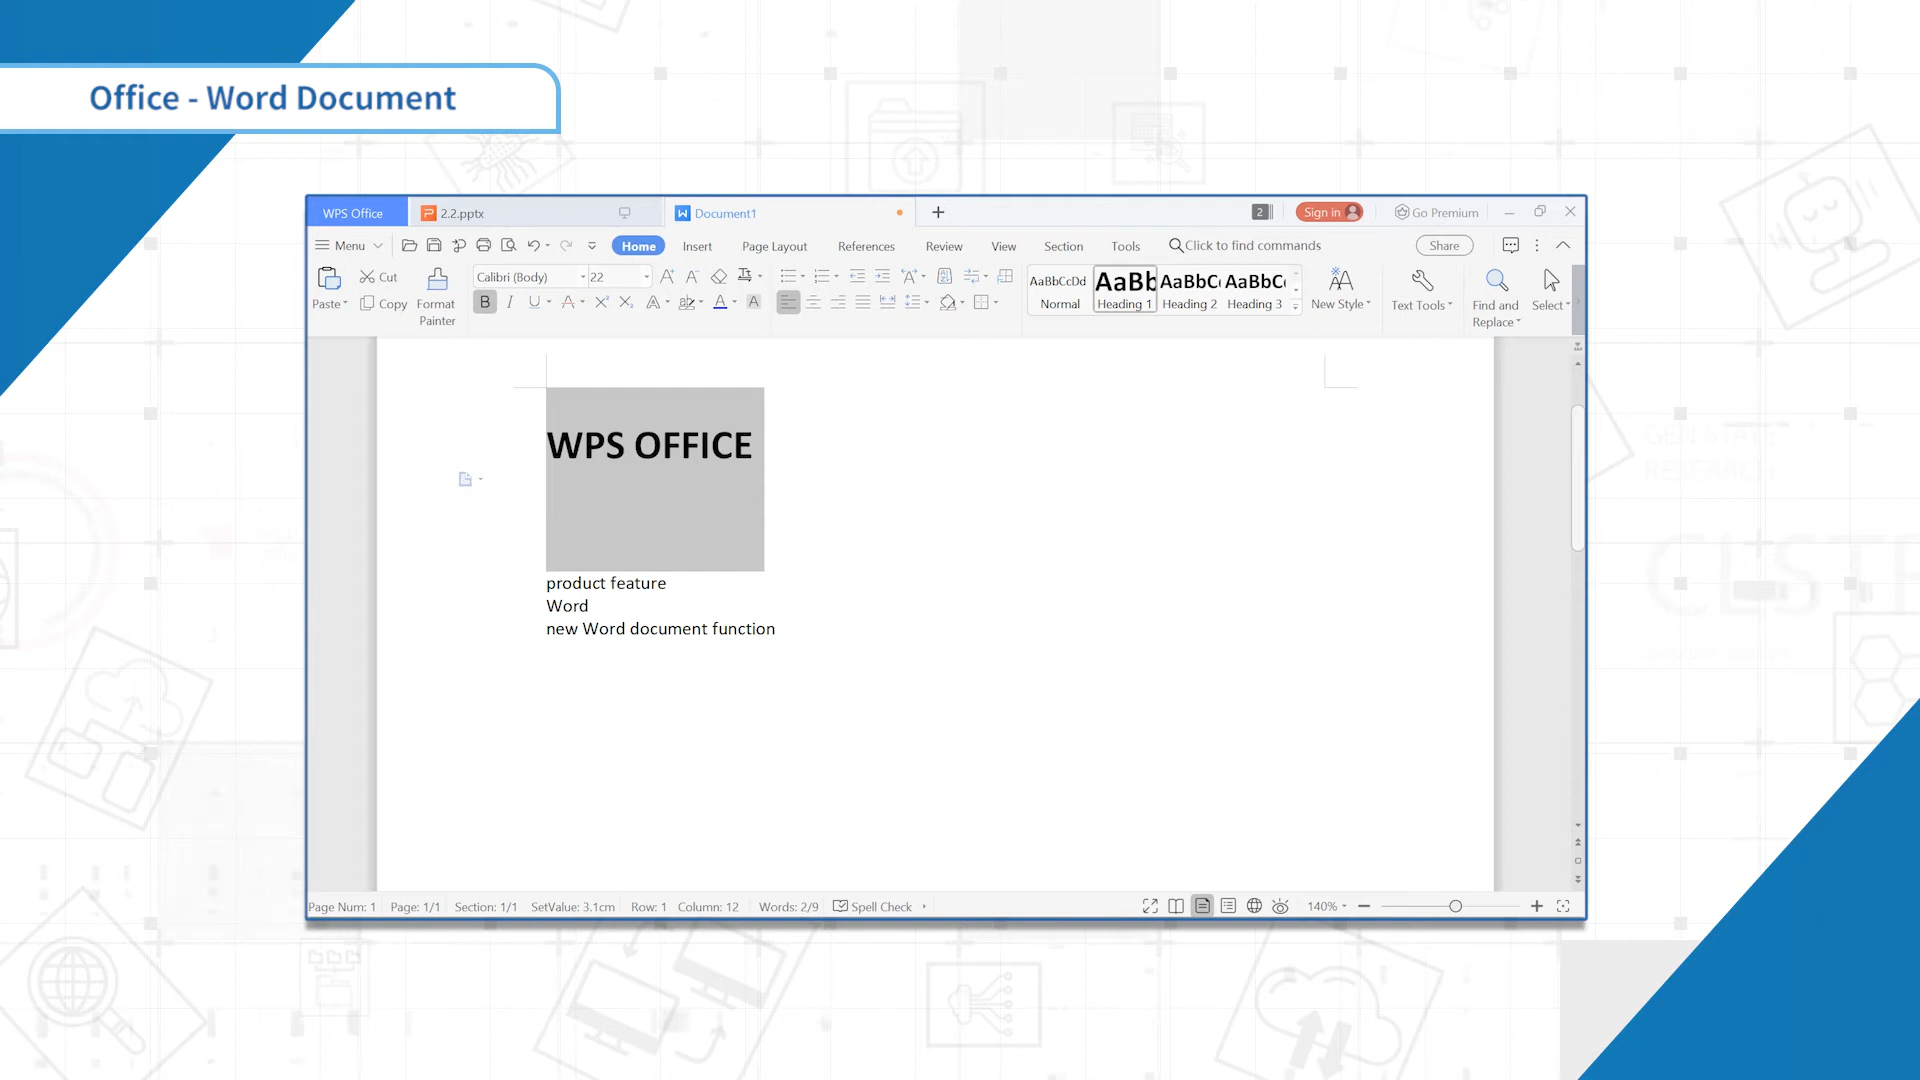 Office - Word Document
WPS Office
2.2.pptx
Document1
2
Sign in
Go Premium
Menu
Home
Insert
Page Layout
References
Review
View
Section
Tools
Click to find commands
Share
Paste
Cut
Copy
Format
Painter
Calibri (Body)
22
AaBbCcDd
Normal
AaBb
Heading 1
AaBbC
Heading 2
AaBbC
Heading 3
New Style
Text Tools
Find and
Replace
Select
WPS OFFICE
product feature
Word
new Word document function
Page Num: 1
Page: 1/1
Section: 1/1
SetValue: 3.1cm
Row: 1
Column: 12
Words: 2/9
Spell Check
140%